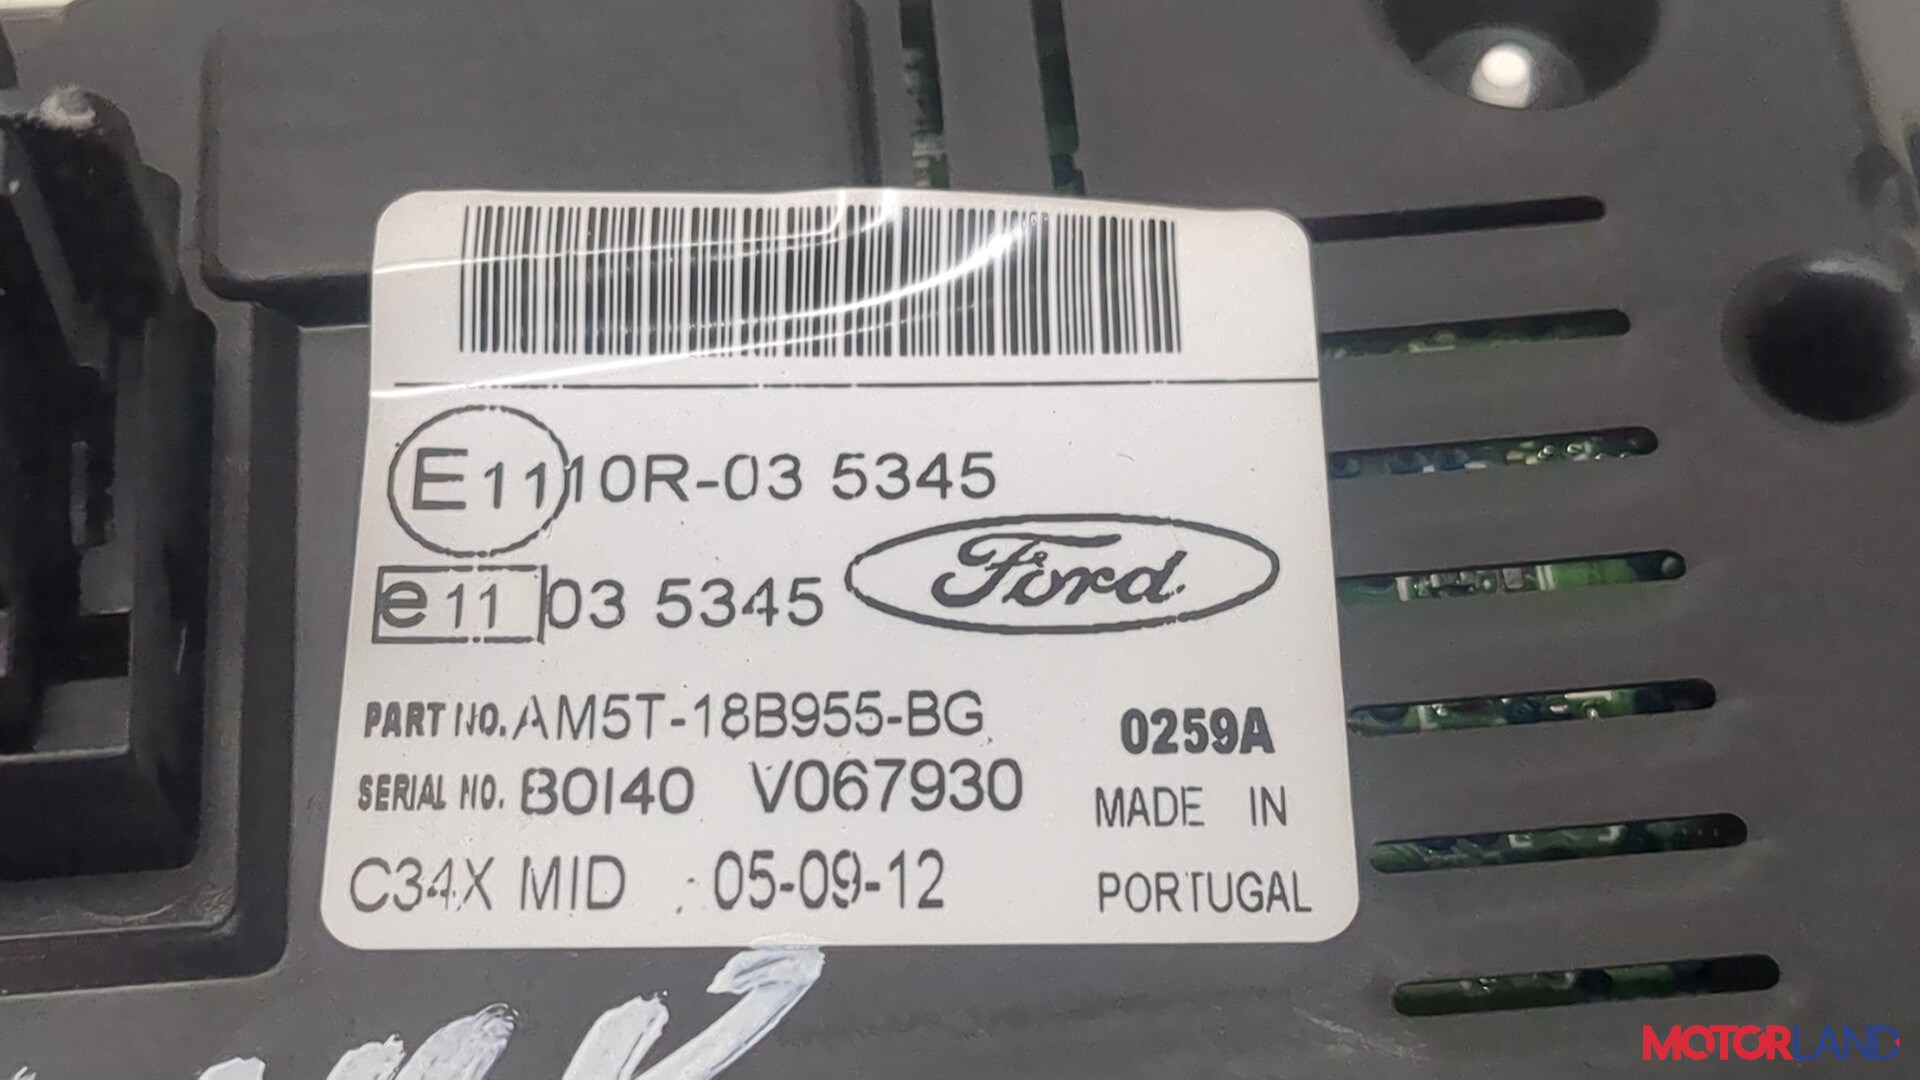 E11 10R-03 5345
e11 03 5345
Ford
PART NO. AM5T-18B955-BG
0259A
SERIAL NO. B0140 V067930
MADE IN
C34X MID : 05-09-12
PORTUGAL
MOTORLAND